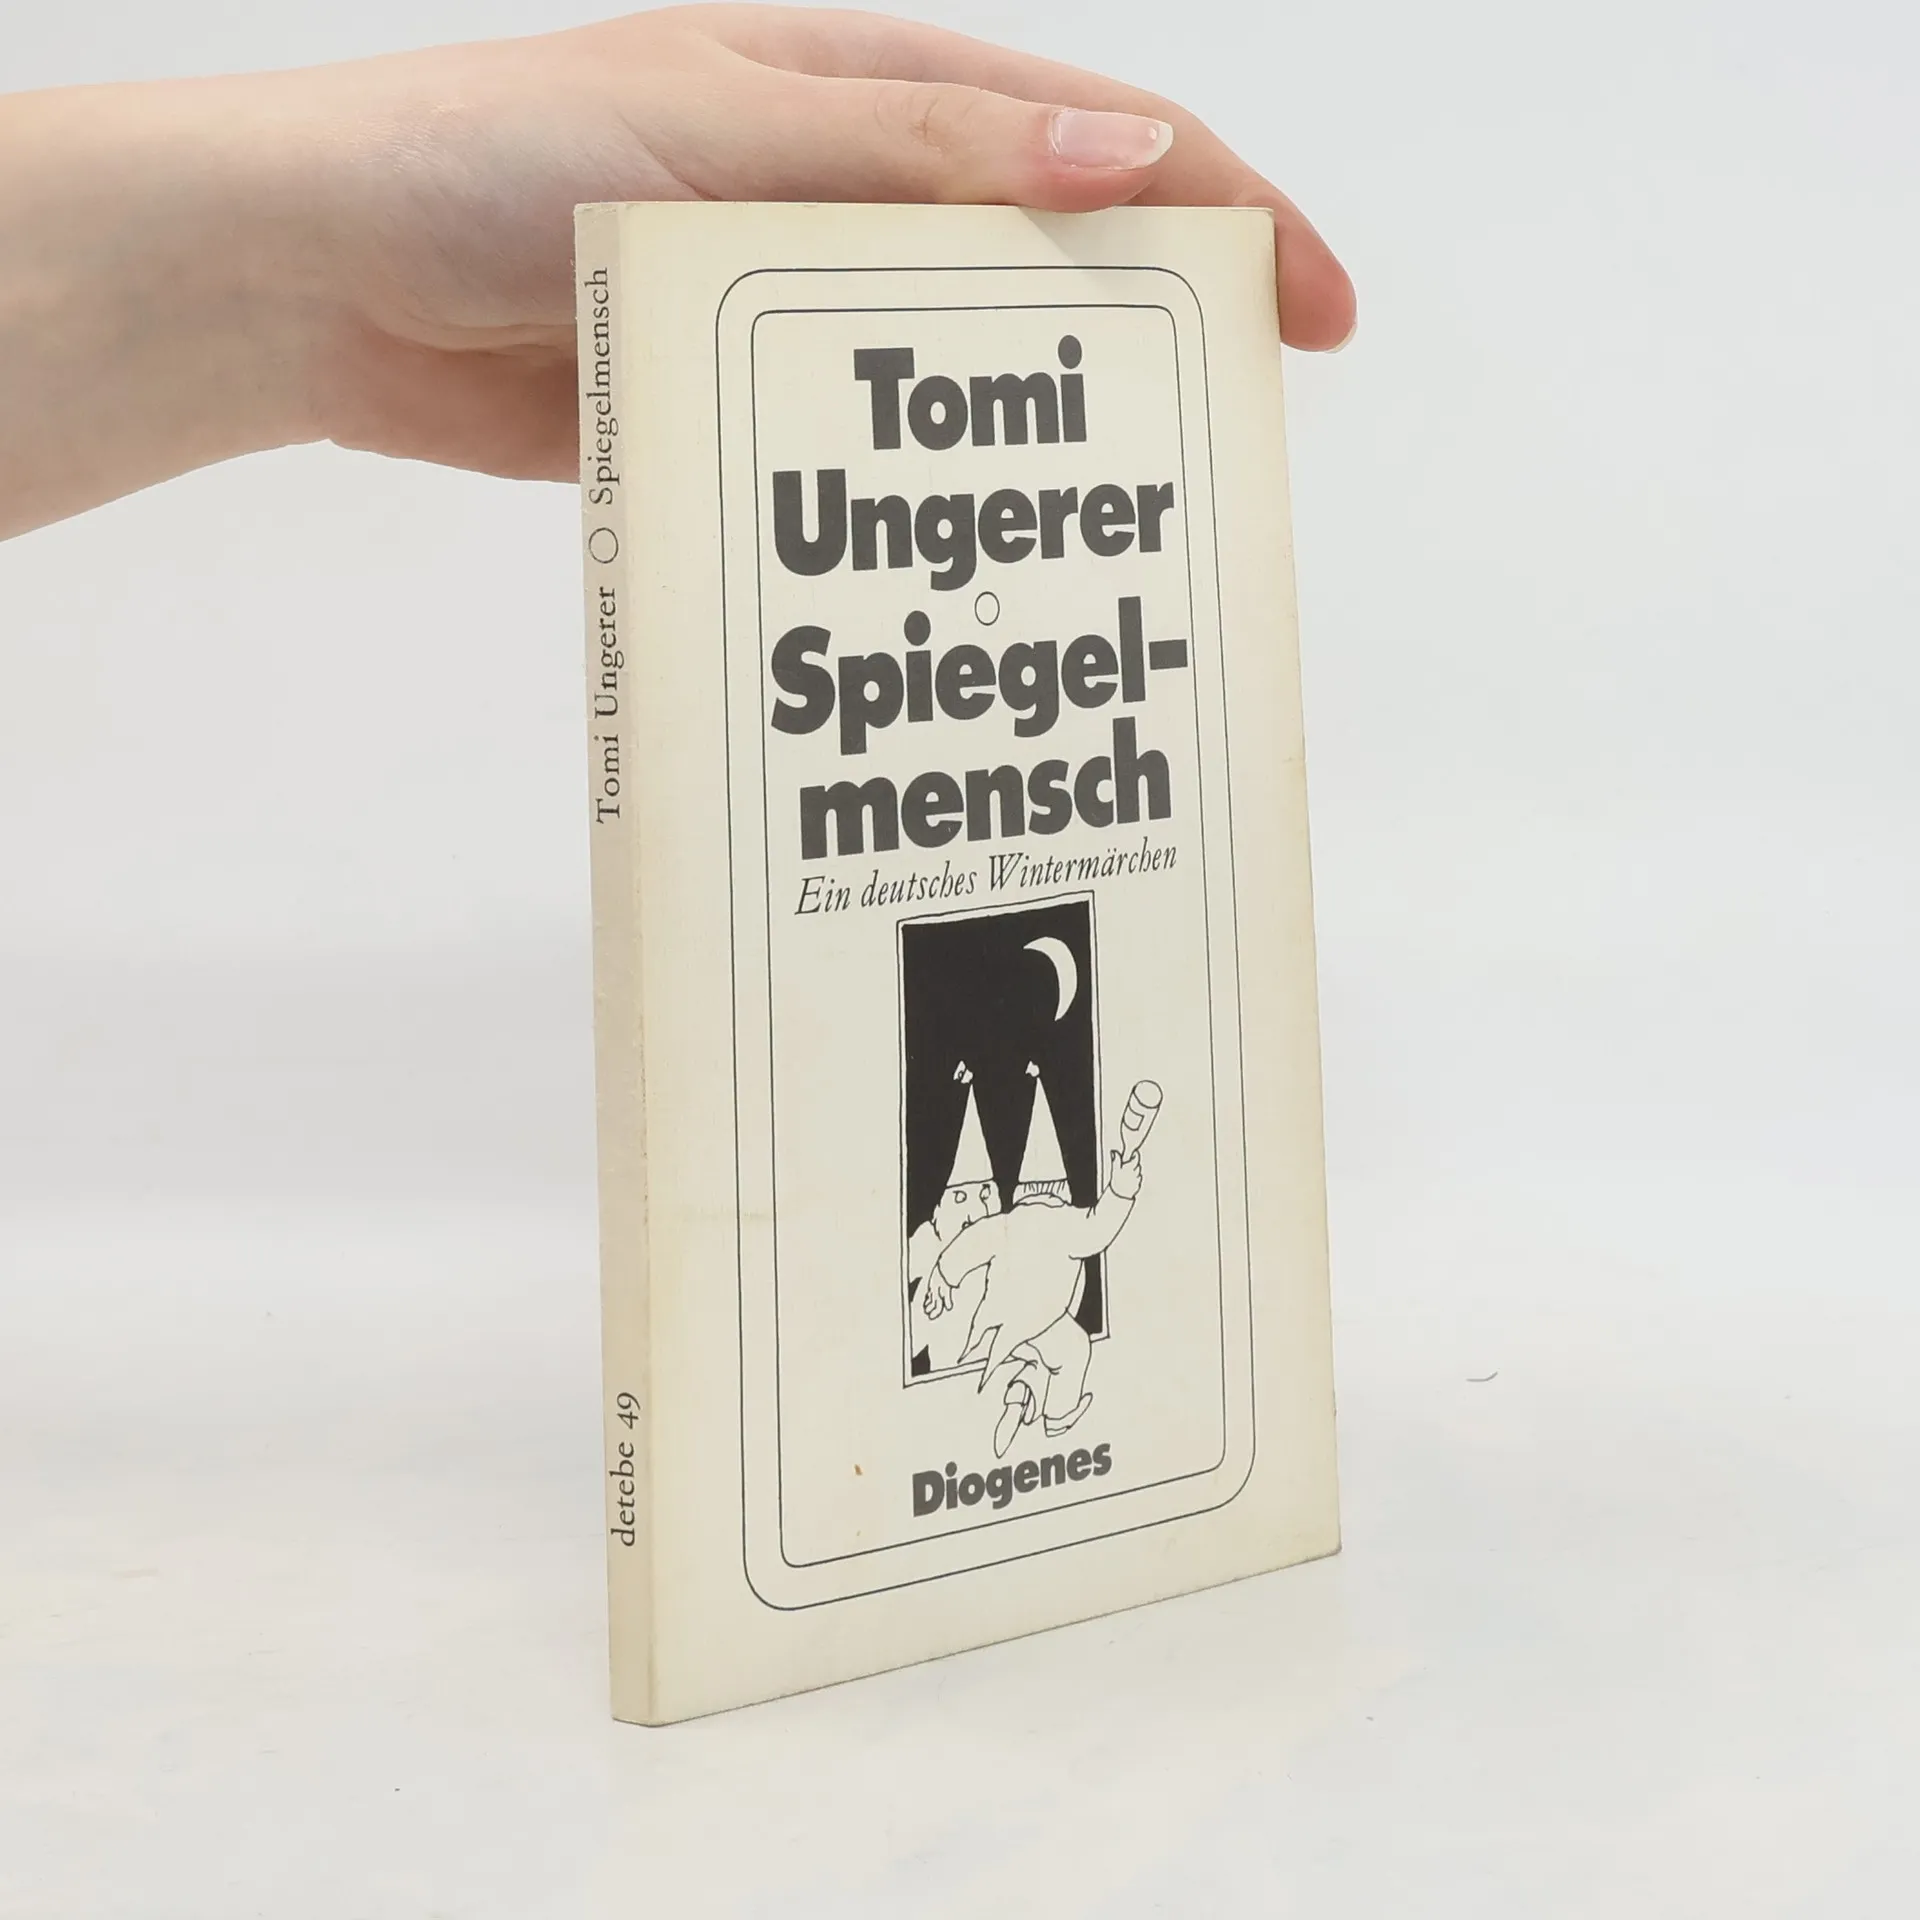 Tomi Ungerer ○ Spiegelmensch
detebe 49
Tomi
Ungerer
○
Spiegel-
mensch
Ein deutsches Wintermärchen
Diogenes